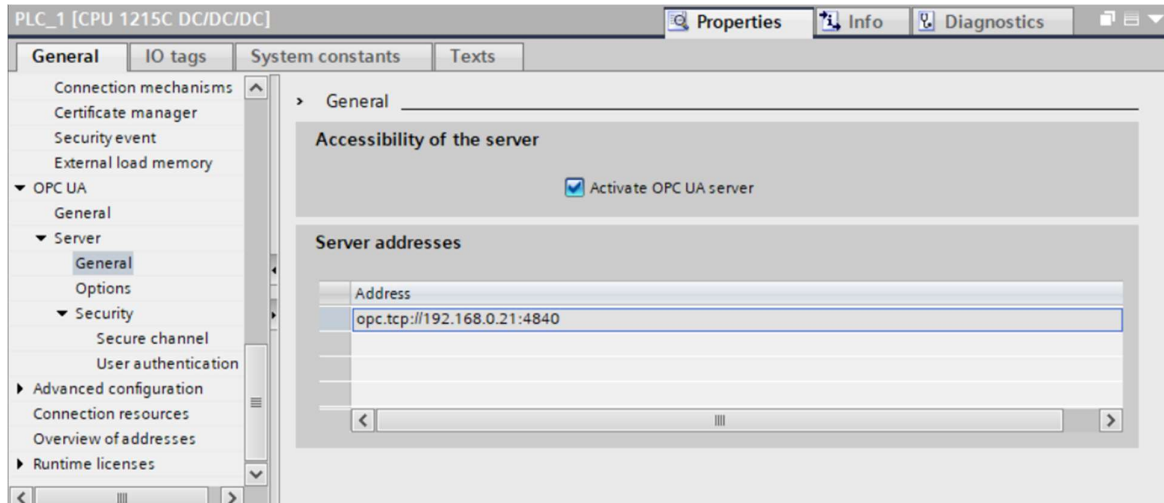 PLC_1 [CPU 1215C DC/DC/DC]
Properties
Info
Diagnostics
General
IO tags
System constants
Texts
Connection mechanisms
Certificate manager
Security event
External load memory
OPC UA
General
Server
General
Options
Security
Secure channel
User authentication
Advanced configuration
Connection resources
Overview of addresses
Runtime licenses
General
Accessibility of the server
Activate OPC UA server
Server addresses
Address
opc.tcp://192.168.0.21:4840